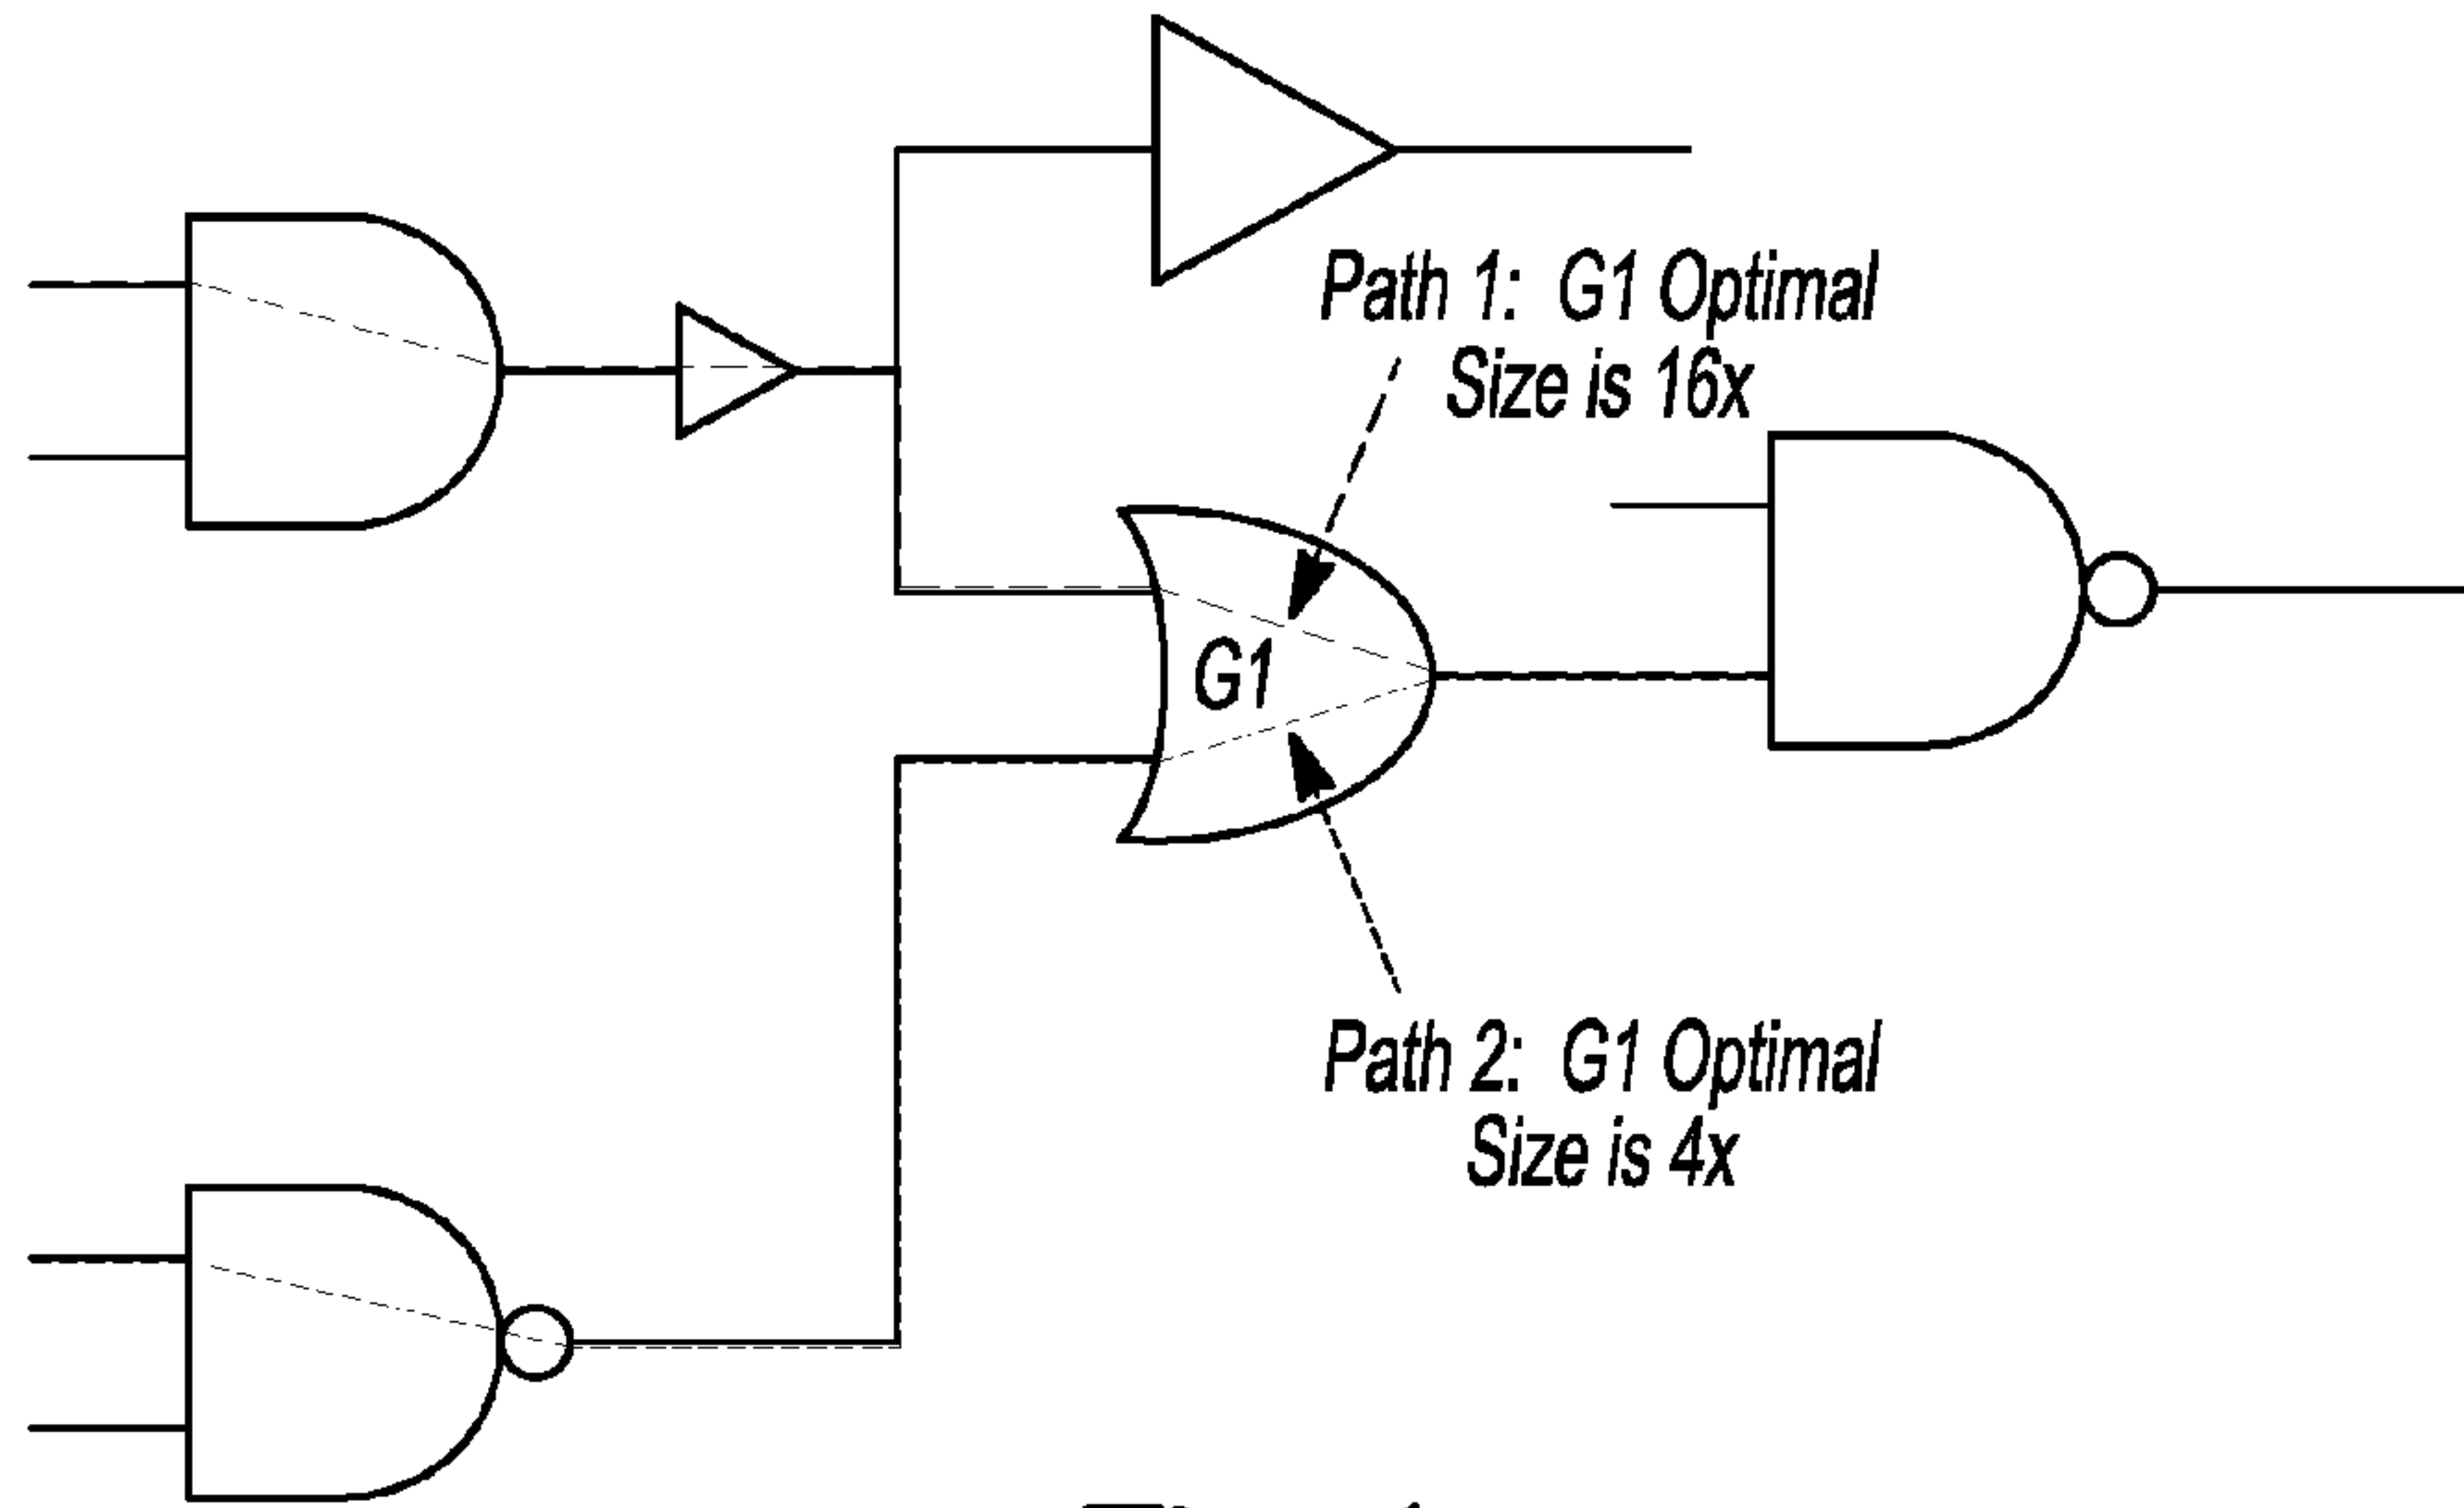 Path 1: G1 Optimal
Size is 16x
G1
Path 2: G1 Optimal
Size is 4x